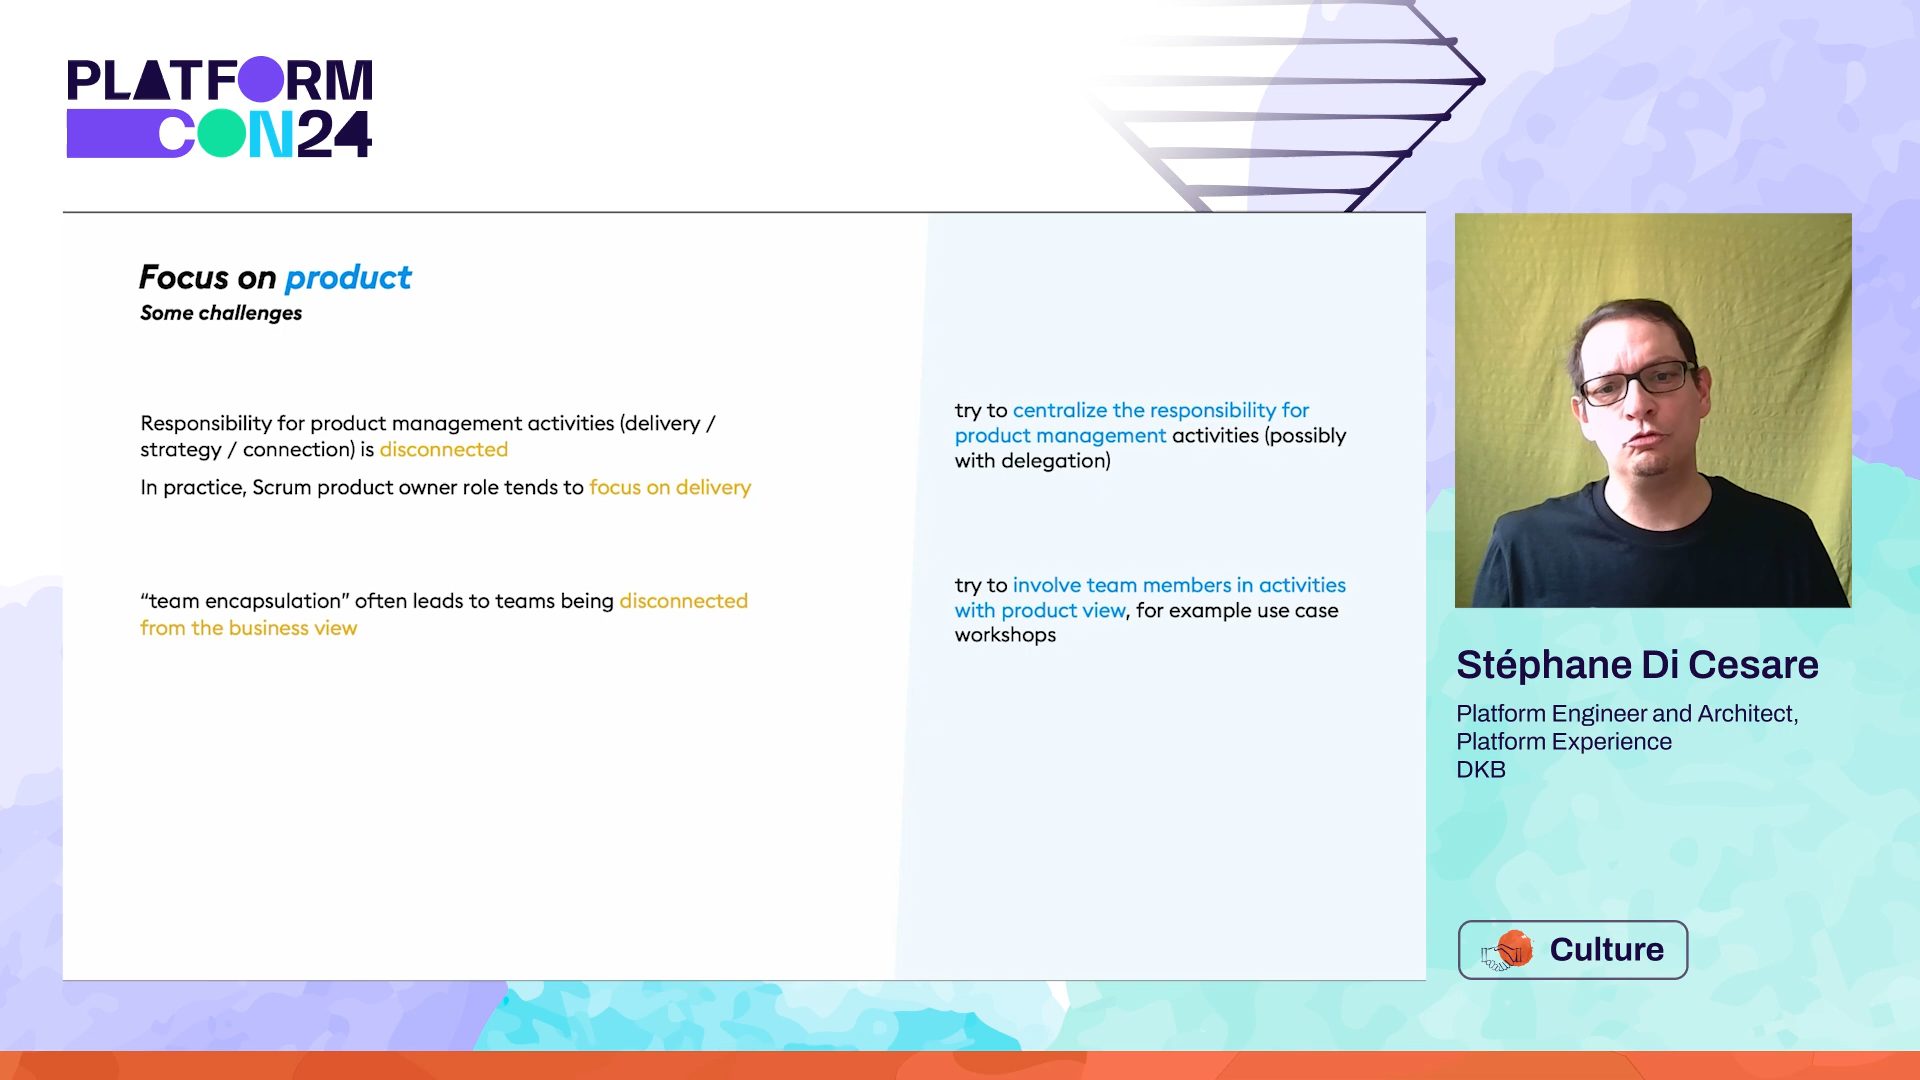 PLATFORM
CON24
Focus on product
Some challenges
Responsibility for product management activities (delivery /
strategy / connection) is disconnected
In practice, Scrum product owner role tends to focus on delivery
“team encapsulation” often leads to teams being disconnected
from the business view
try to centralize the responsibility for
product management activities (possibly
with delegation)
try to involve team members in activities
with product view, for example use case
workshops
Stéphane Di Cesare
Platform Engineer and Architect,
Platform Experience
DKB
Culture